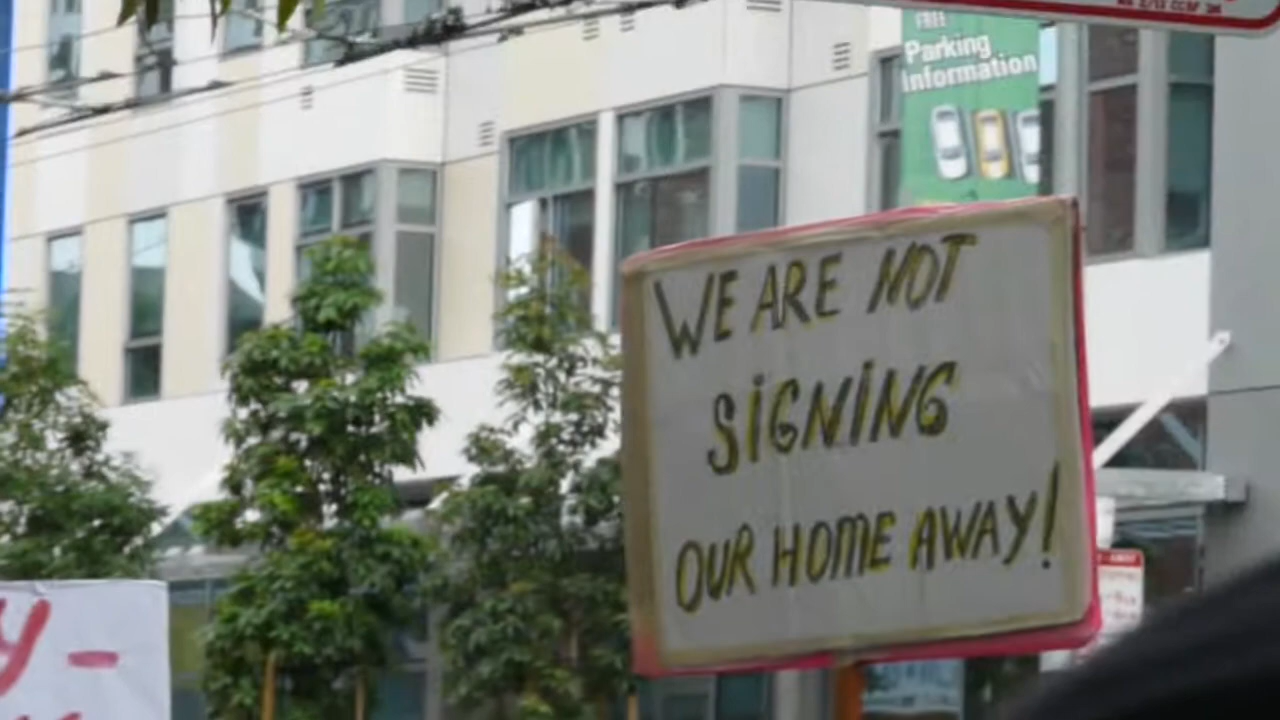 FREE
Parking
Information
WE ARE NOT
SIGNING
OUR HOME AWAY!
Y -